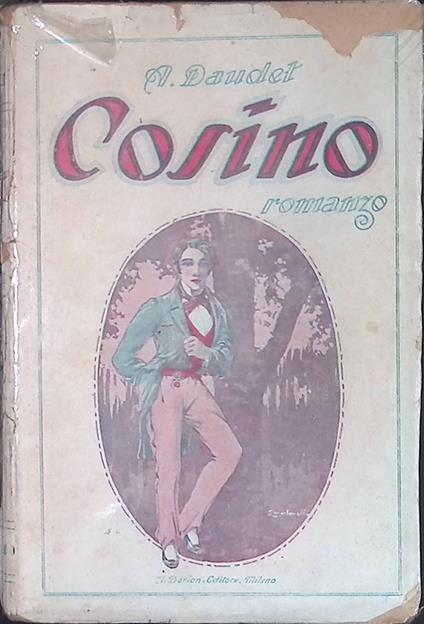 A. Daudet
Cosino
romanzo
A. Barion. Editore. Milano